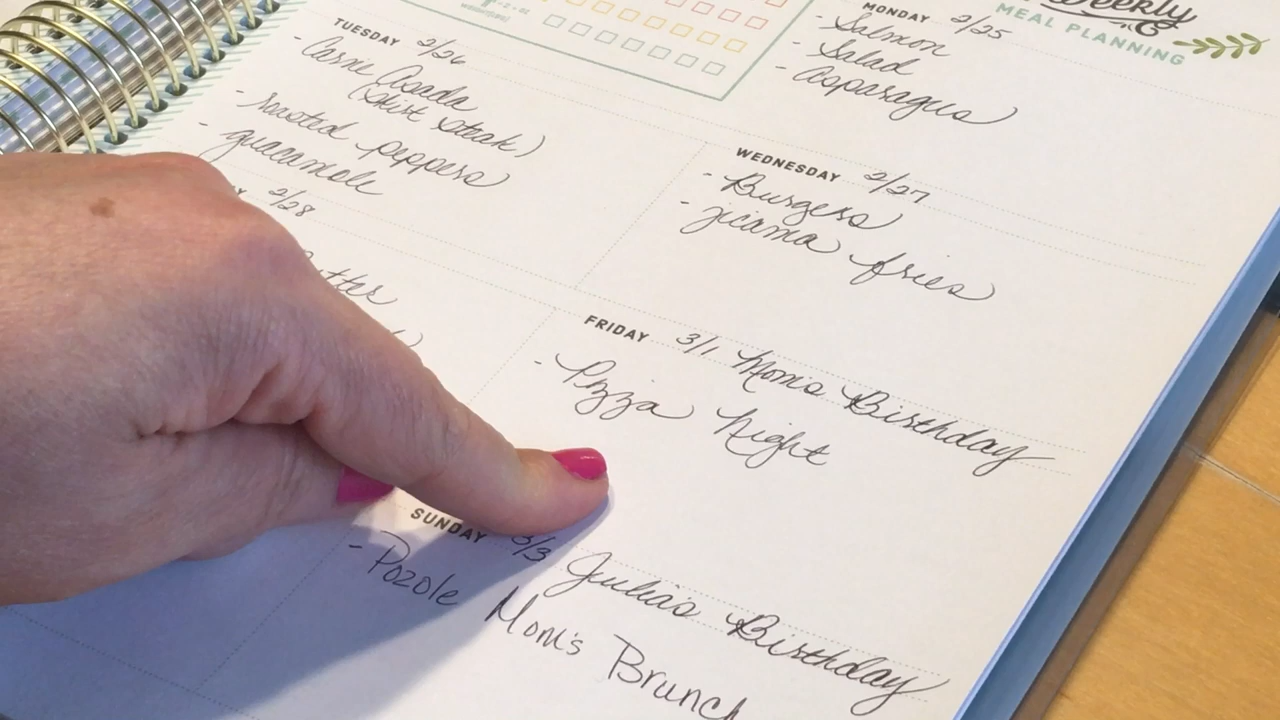 Weekly
MEAL PLANNING
MONDAY 2/25
- Salmon
- Salad
- Asparagus
TUESDAY 2/26
- Carne Asada
(Skirt Steak)
- roasted peppers
- guacamole
WEDNESDAY 2/27
- Burgers
- jicama fries
2/28
FRIDAY 3/1 Mom's Birthday
- Pizza Night
SUNDAY 3/3 Julia's Birthday
- Pozole Mom's Brunch